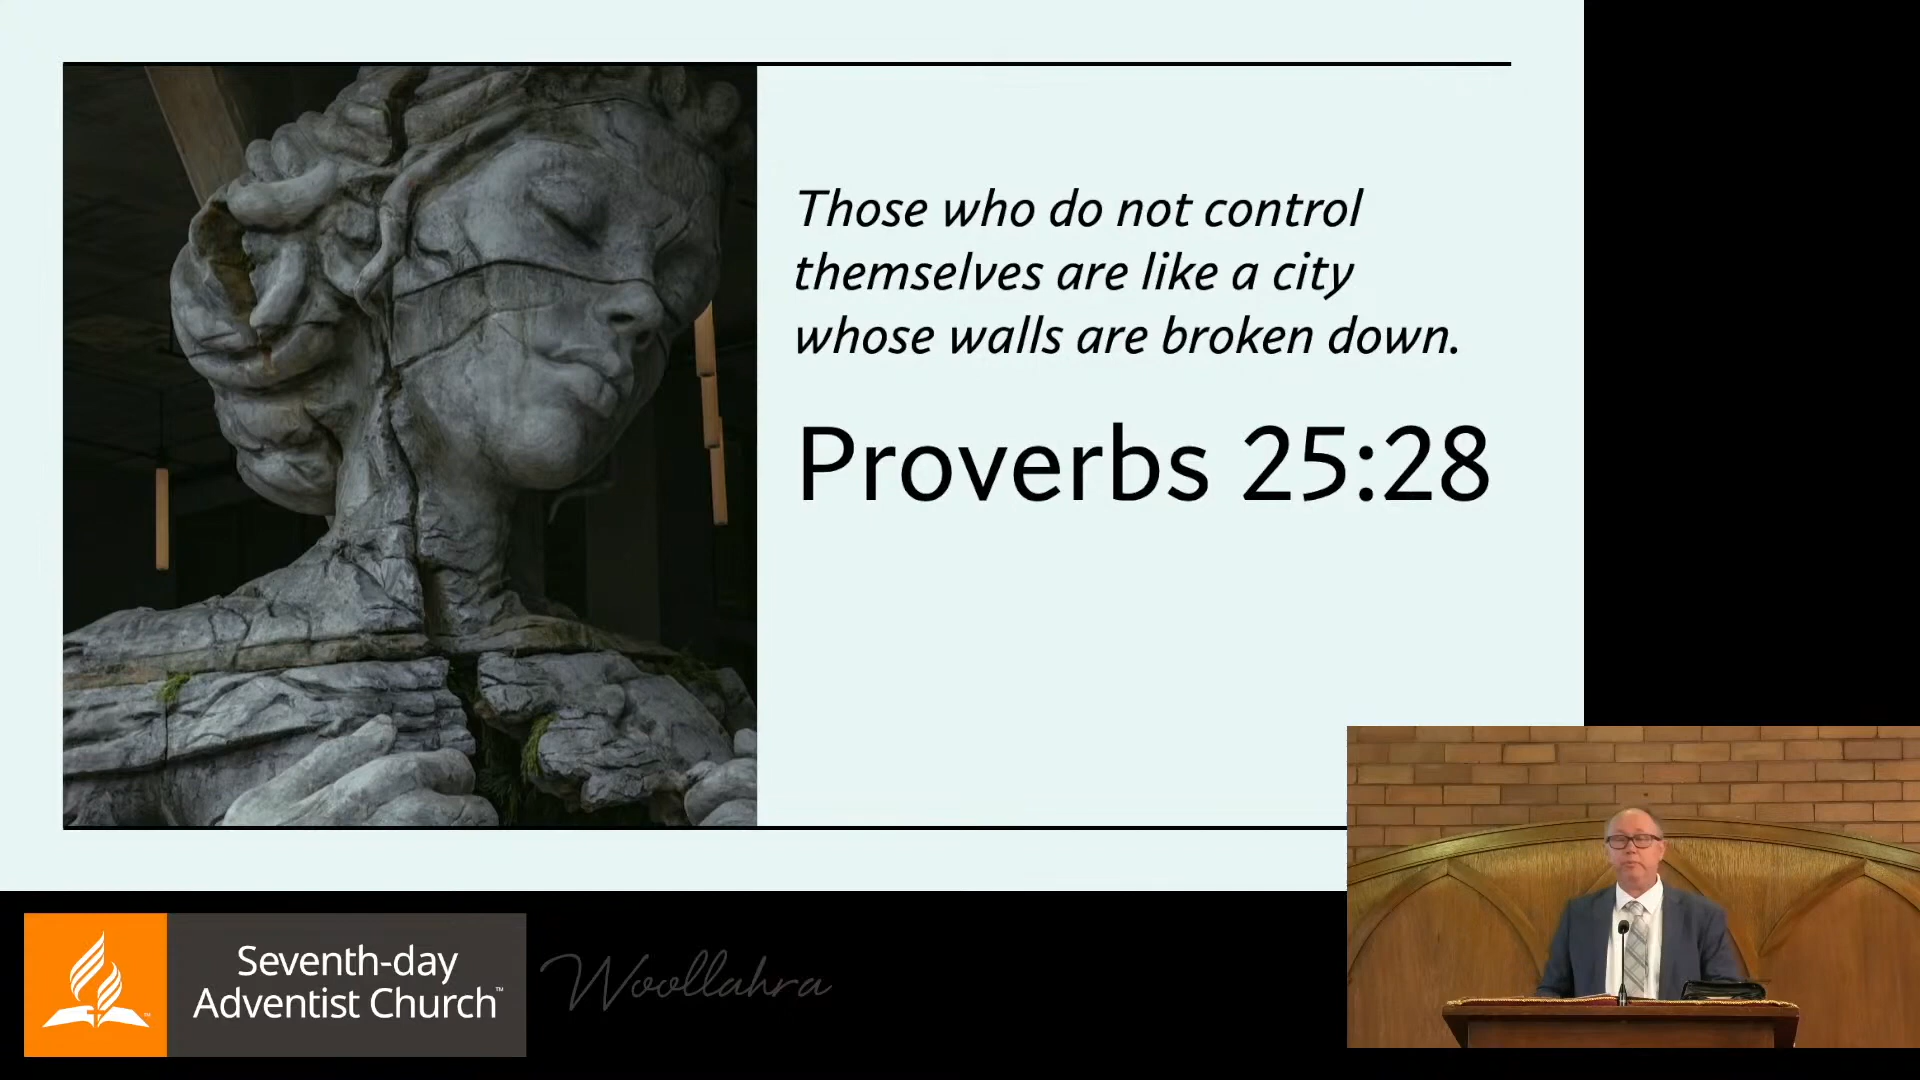 Those who do not control
themselves are like a city
whose walls are broken down.
Proverbs 25:28
Seventh-day
Adventist Church™
Woollahra